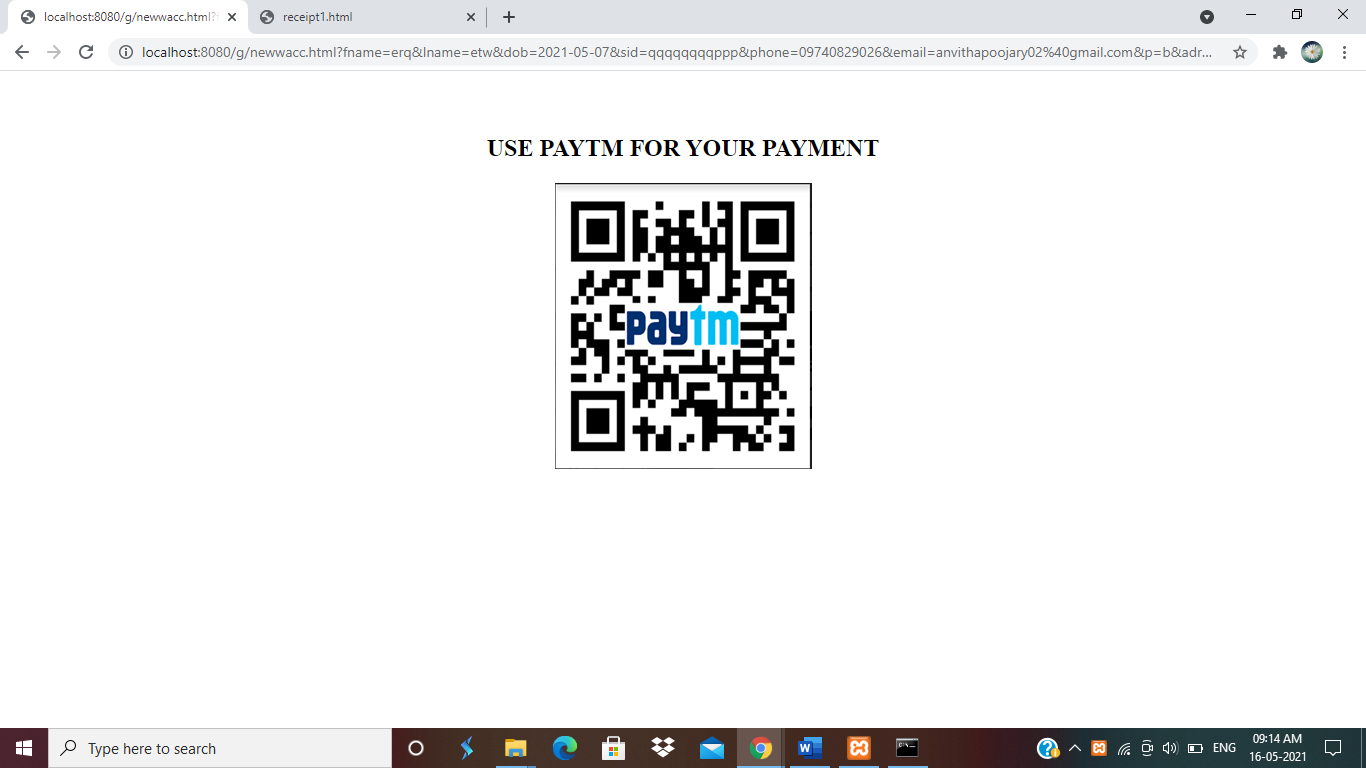 localhost:8080/g/newwacc.html?f
receipt1.html
localhost:8080/g/newwacc.html?fname=erq&lname=etw&dob=2021-05-07&sid=qqqqqqqqppp&phone=09740829026&email=anvithapoojary02%40gmail.com&p=b&adr...
USE PAYTM FOR YOUR PAYMENT
paytm
Type here to search
ENG
09:14 AM
16-05-2021